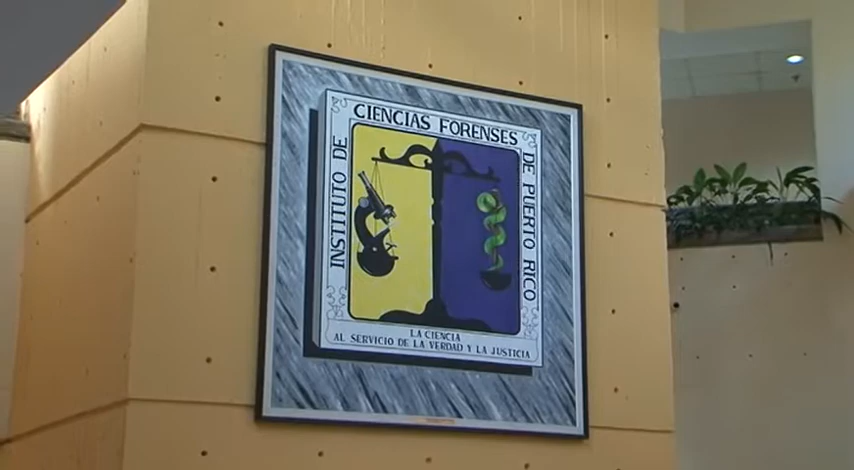 INSTITUTO DE
CIENCIAS FORENSES
DE PUERTO RICO
LA CIENCIA
AL SERVICIO DE LA VERDAD Y LA JUSTICIA